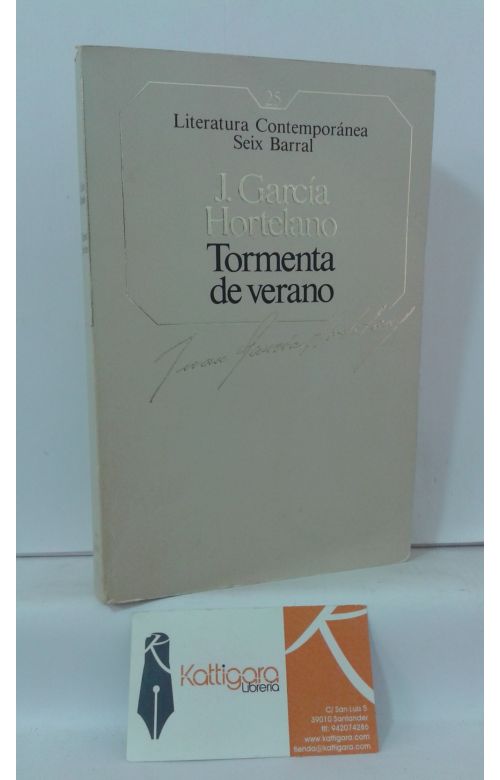 25
Literatura Contemporánea
Seix Barral
J. García
Hortelano
Tormenta
de verano
Kattigara
Librería
C/ San Luis 5
39010 Santander
tlf: 942074286
www.kattigara.com
tienda@kattigara.com